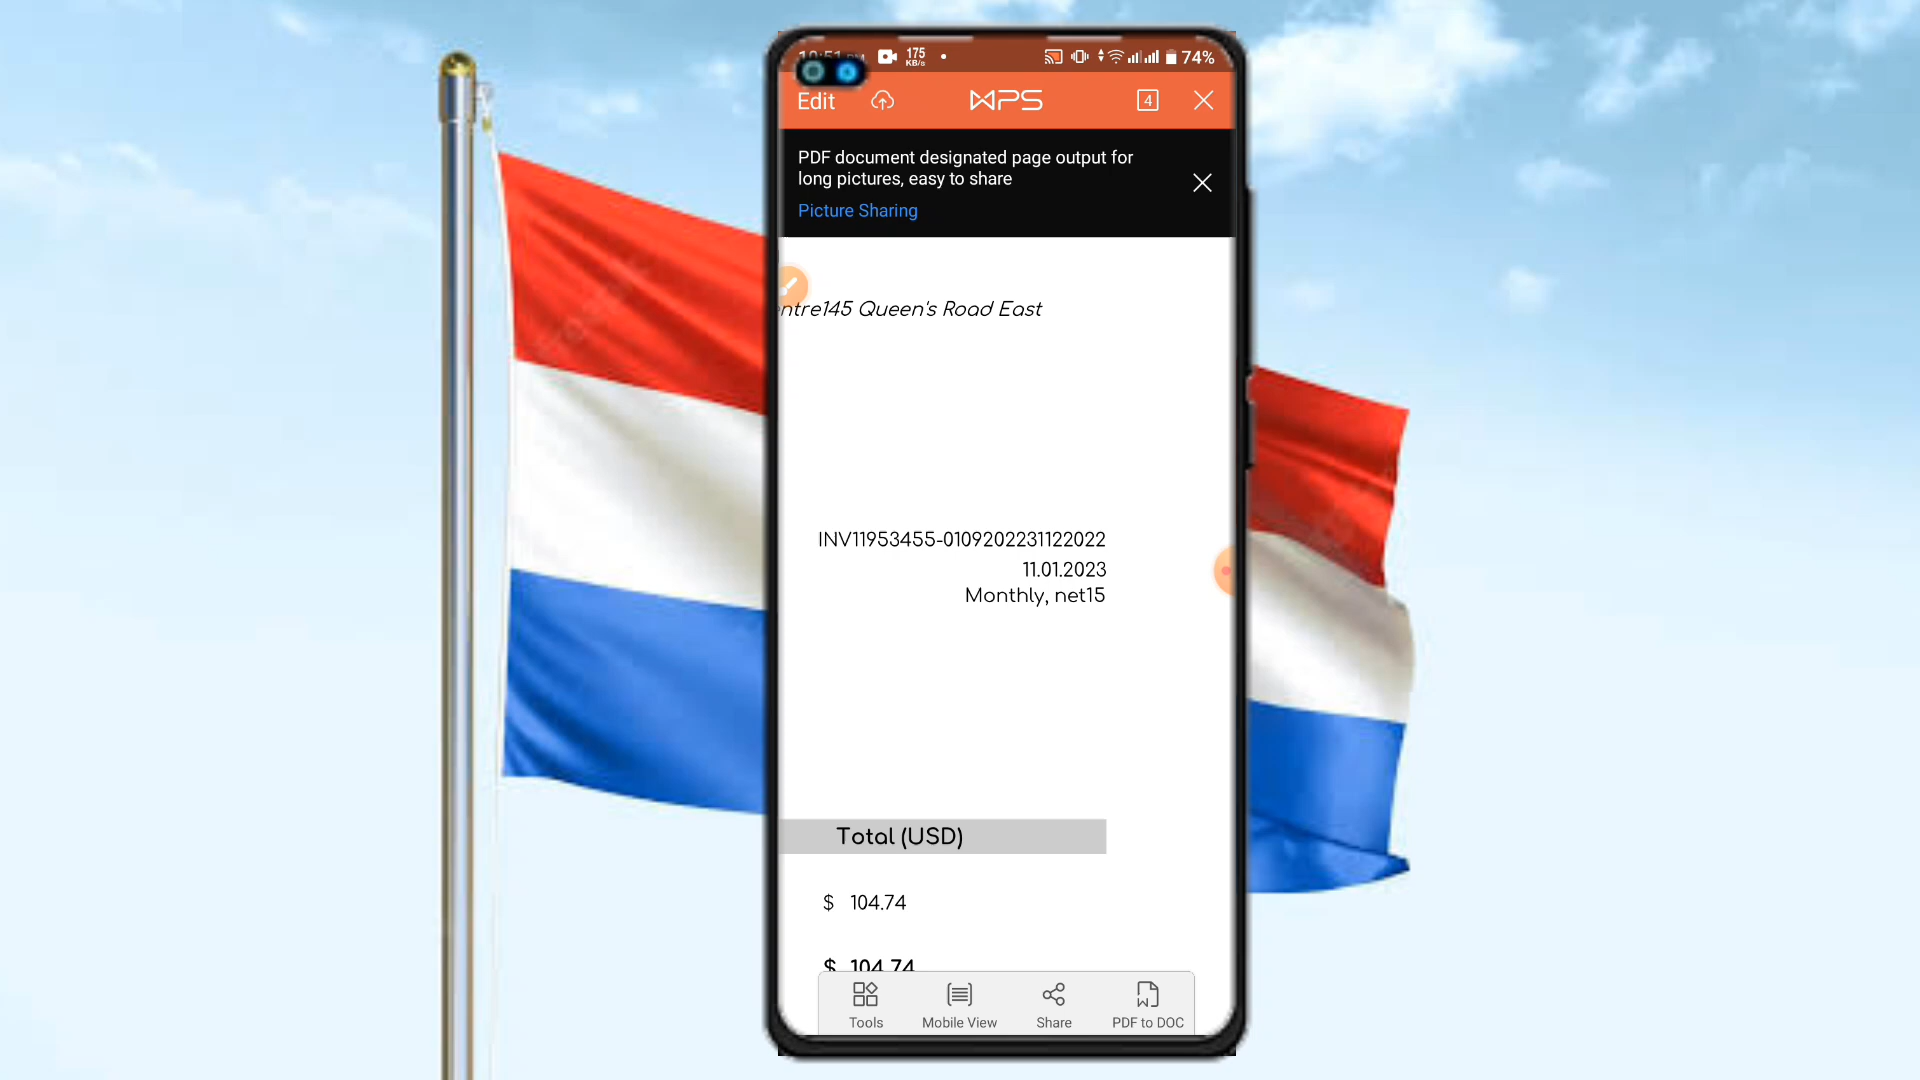 175
KB/s
74%
Edit
WPS
4
PDF document designated page output for
long pictures, easy to share
Picture Sharing
ntre145 Queen's Road East
INV11953455-0109202231122022
11.01.2023
Monthly, net15
Total (USD)
$ 104.74
$ 104.74
Tools
Mobile View
Share
PDF to DOC